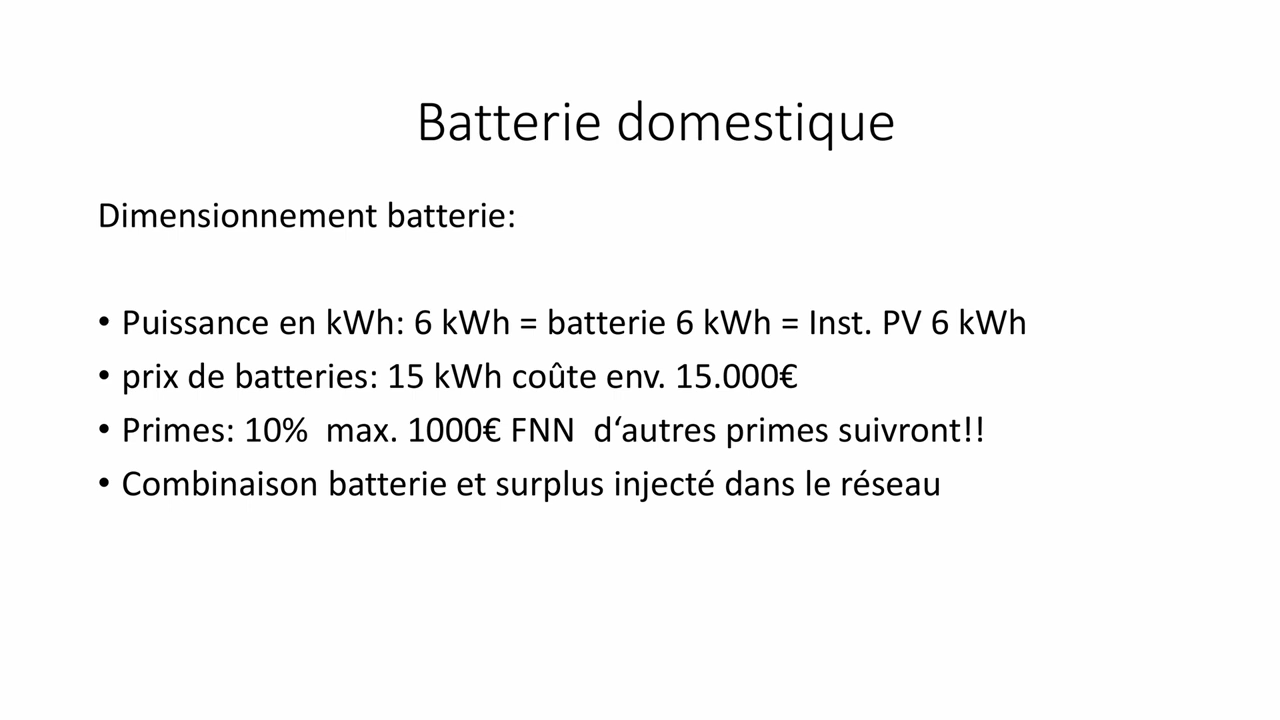 Batterie domestique
Dimensionnement batterie:
• Puissance en kWh: 6 kWh = batterie 6 kWh = Inst. PV 6 kWh
• prix de batteries: 15 kWh coûte env. 15.000€
• Primes: 10%  max. 1000€ FNN  d‘autres primes suivront!!
• Combinaison batterie et surplus injecté dans le réseau